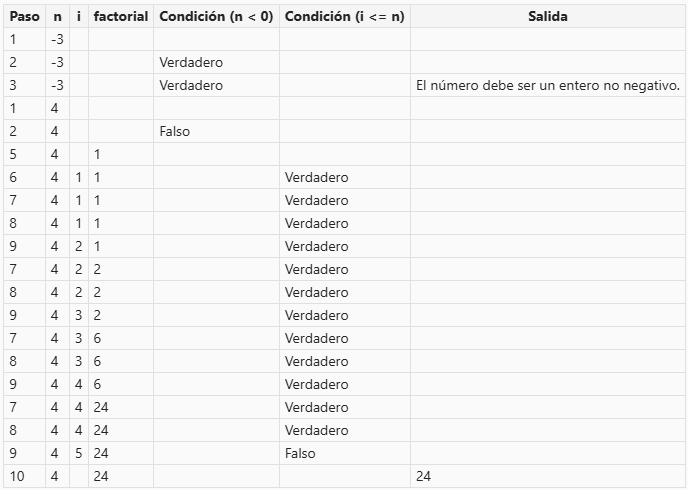 Paso n i factorial Condición (n < 0) Condición (i <= n) Salida
1 -3
2 -3 Verdadero
3 -3 Verdadero El número debe ser un entero no negativo.
1 4
2 4 Falso
5 4 1
6 4 1 1 Verdadero
7 4 1 1 Verdadero
8 4 1 1 Verdadero
9 4 2 1 Verdadero
7 4 2 2 Verdadero
8 4 2 2 Verdadero
9 4 3 2 Verdadero
7 4 3 6 Verdadero
8 4 3 6 Verdadero
9 4 4 6 Verdadero
7 4 4 24 Verdadero
8 4 4 24 Verdadero
9 4 5 24 Falso
10 4 24 24